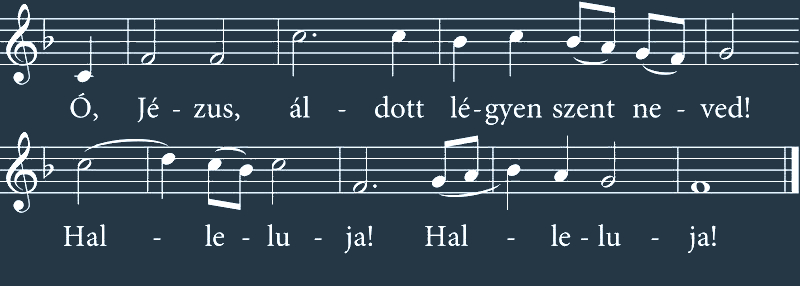 Ó, Jé - zus, ál - dott lé-gyen szent ne - ved!
Hal - le - lu - ja! Hal - le - lu - ja!